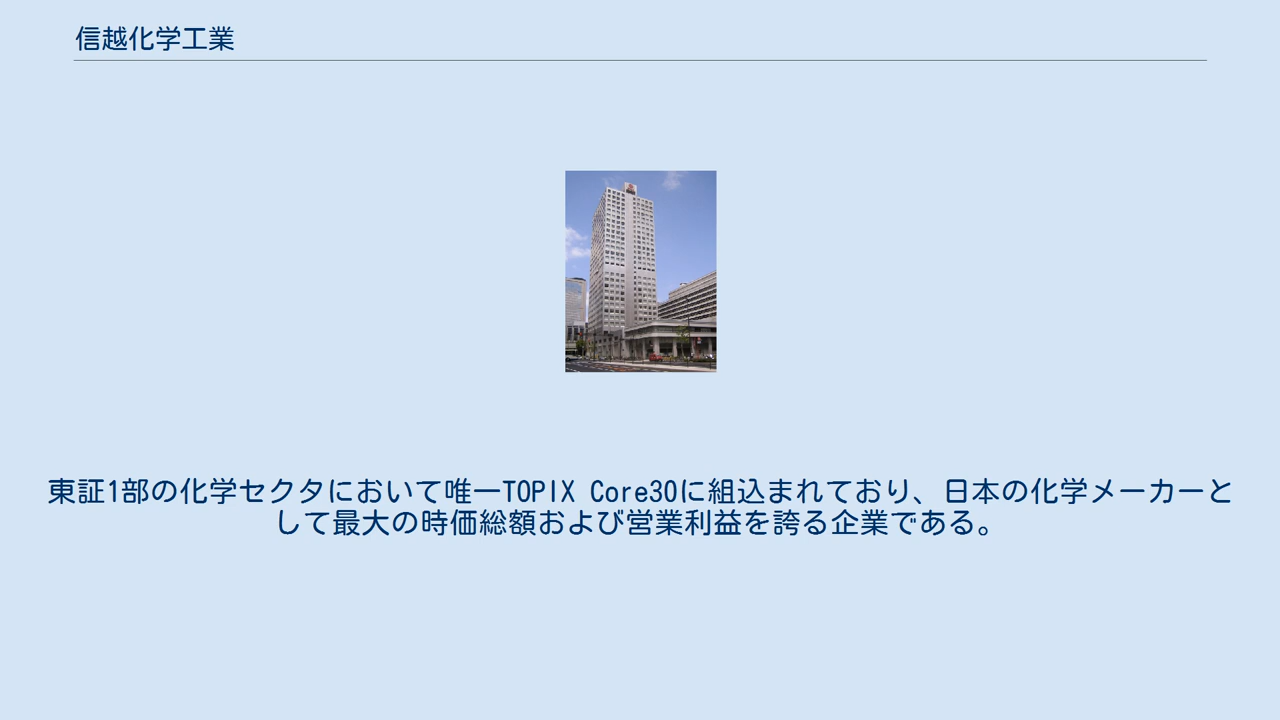 信越化学工業
東証1部の化学セクタにおいて唯一TOPIX Core30に組込まれており、日本の化学メーカーと
して最大の時価総額および営業利益を誇る企業である。